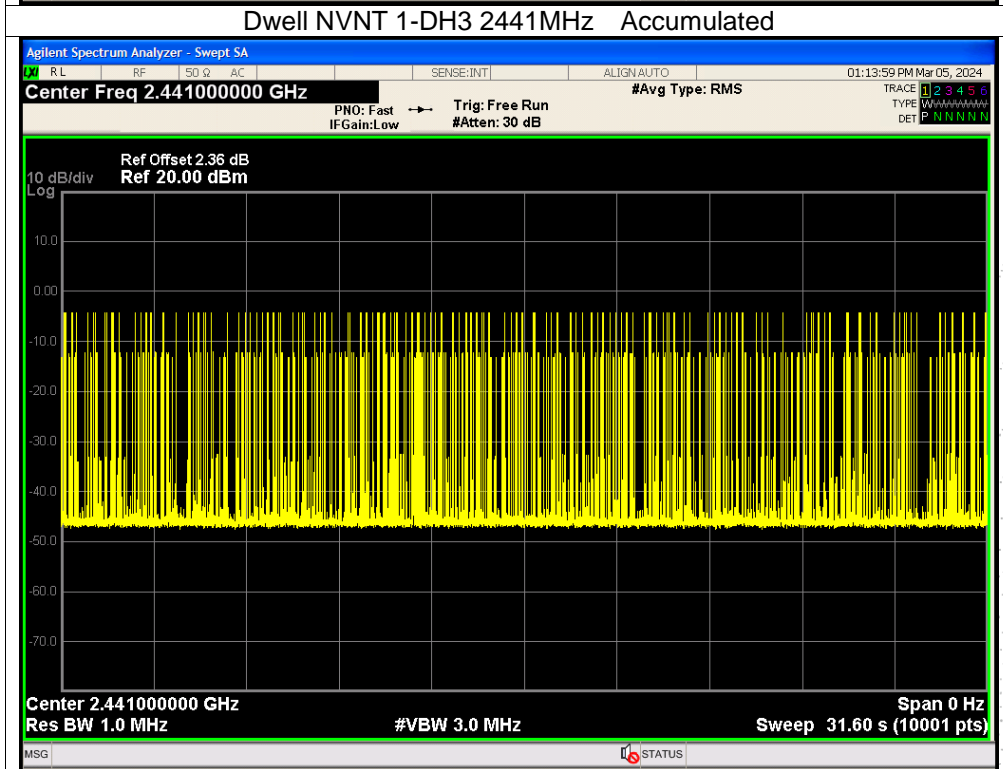 Dwell NVNT 1-DH3 2441MHz Accumulated
Agilent Spectrum Analyzer - Swept SA
LXI RL RF 50 Ω AC SENSE:INT ALIGN AUTO 01:13:59 PM Mar 05, 2024
Center Freq 2.441000000 GHz #Avg Type: RMS TRACE 1 2 3 4 5 6
PNO: Fast Trig: Free Run TYPE WWWWWW
IFGain:Low #Atten: 30 dB DET P N N N N N
Ref Offset 2.36 dB
10 dB/div Ref 20.00 dBm
Log
10.0
0.00
-10.0
-20.0
-30.0
-40.0
-50.0
-60.0
-70.0
Center 2.441000000 GHz Span 0 Hz
Res BW 1.0 MHz #VBW 3.0 MHz Sweep 31.60 s (10001 pts)
MSG STATUS